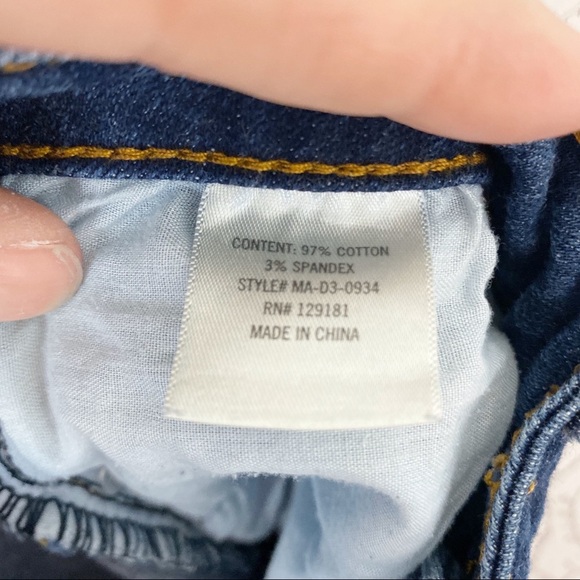 CONTENT: 97% COTTON
3% SPANDEX
STYLE# MA-D3-0934
RN# 129181
MADE IN CHINA